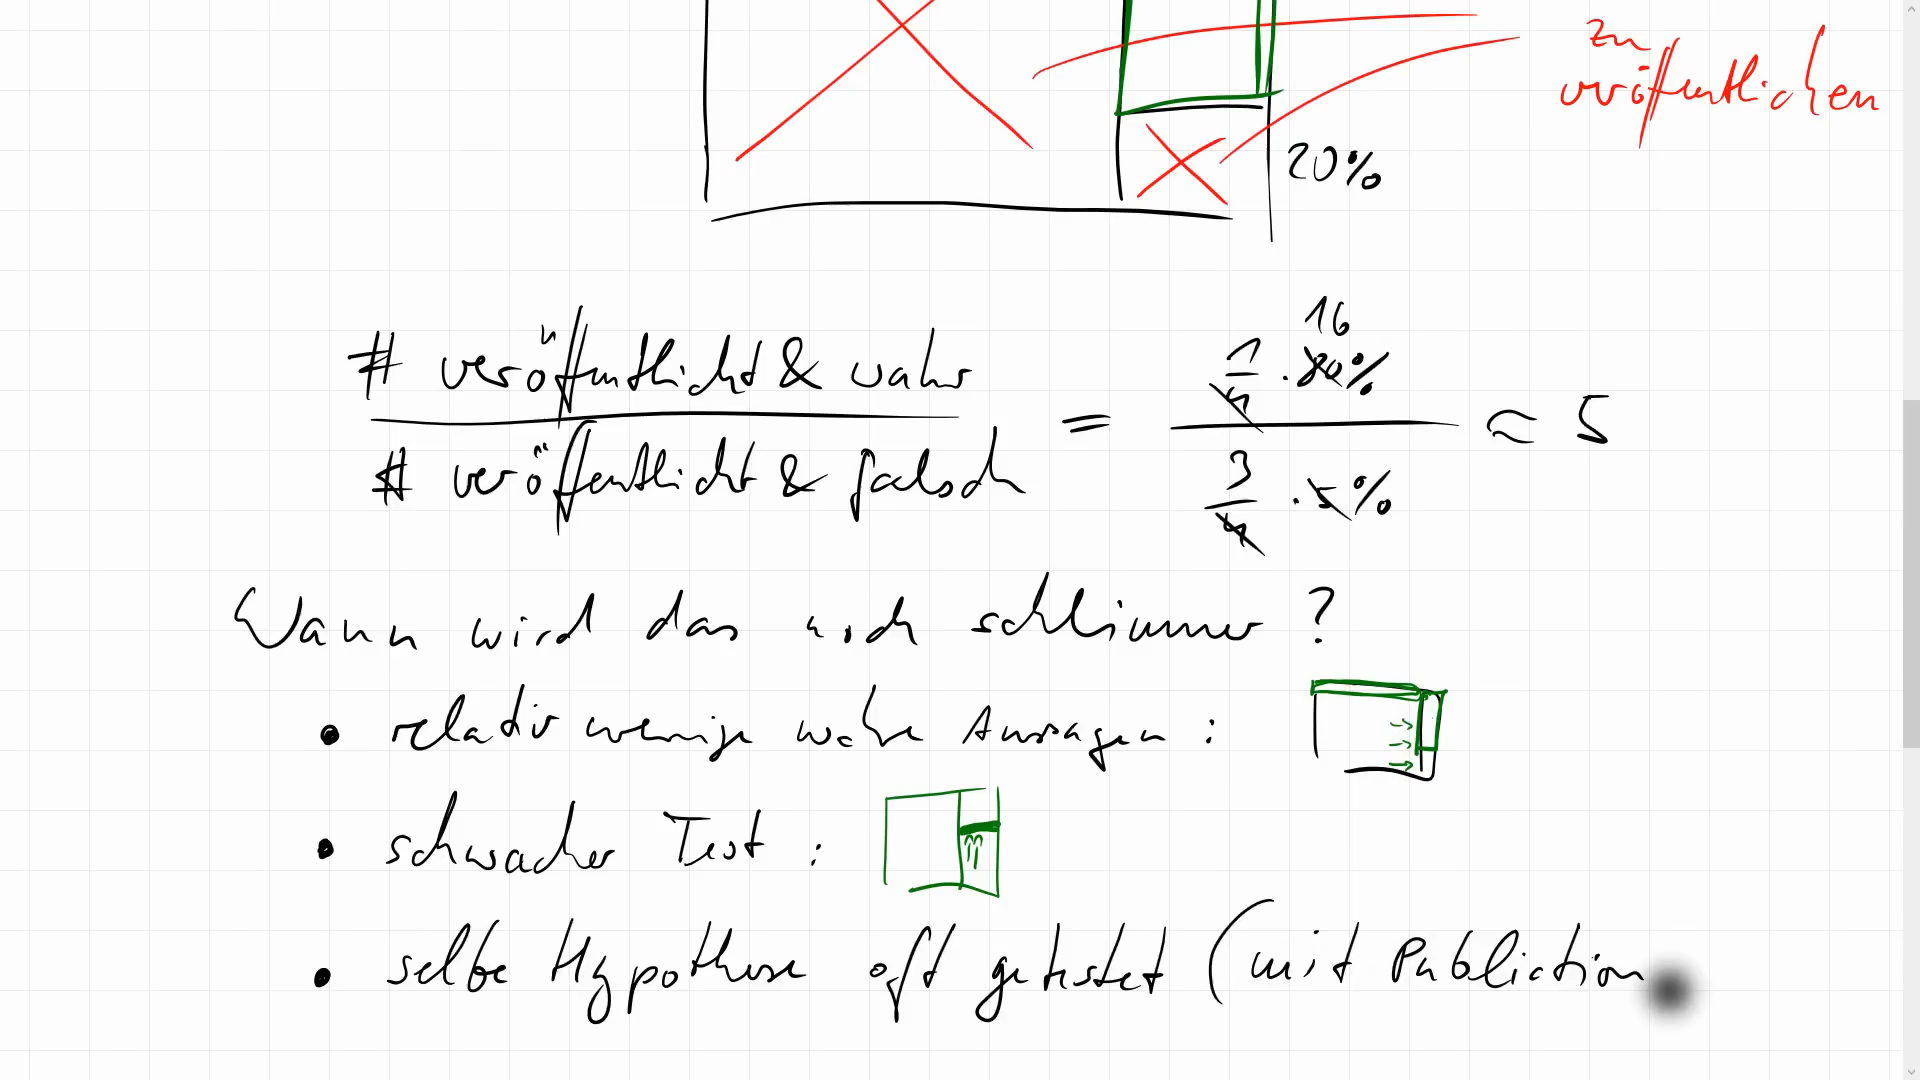 zu
veröffentlichen
20%
# veröffentlicht & wahr
# veröffentlicht & falsch
=
16
1/4 · 80%
3/4 · 5%
≈ 5
Wann wird das noch schlimmer ?
• relativ wenige wahre Aussagen :
• schwacher Test :
• selbe Hypothese oft getestet (mit Publication